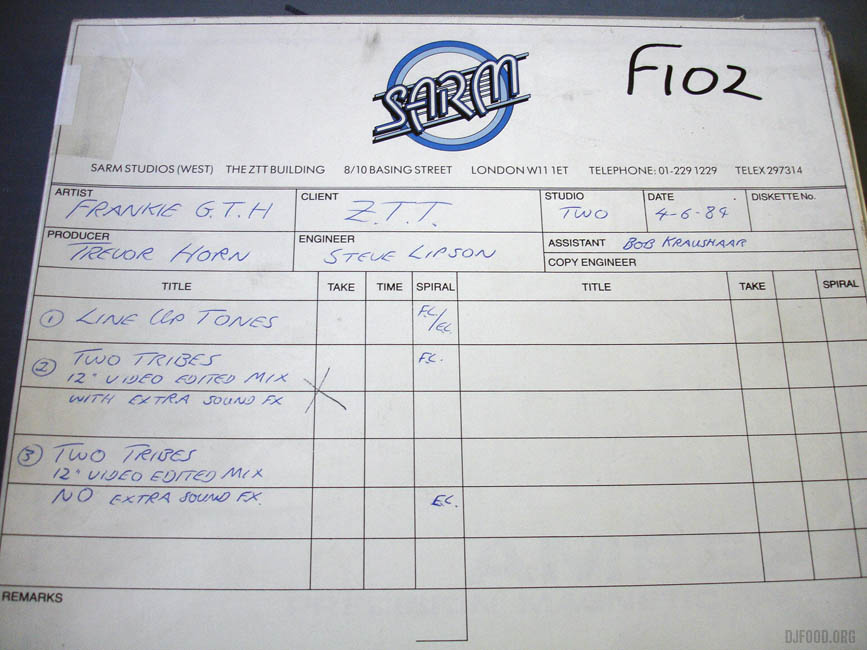 SARM
F102
SARM STUDIOS (WEST) THE ZTT BUILDING 8/10 BASING STREET LONDON W11 1ET TELEPHONE: 01-229 1229 TELEX 297314
ARTIST FRANKIE G.T.H
CLIENT Z.T.T.
STUDIO TWO
DATE 4-6-84
DISKETTE No.
PRODUCER TREVOR HORN
ENGINEER STEVE LIPSON
ASSISTANT BOB KRAUSHAAR
COPY ENGINEER
TITLE TAKE TIME SPIRAL TITLE TAKE SPIRAL
① LINE UP TONES F.C./E.C.
② TWO TRIBES F.C.
12" VIDEO EDITED MIX
WITH EXTRA SOUND FX
③ TWO TRIBES
12" VIDEO EDITED MIX
NO EXTRA SOUND FX. E.C.
REMARKS
DJFOOD.ORG